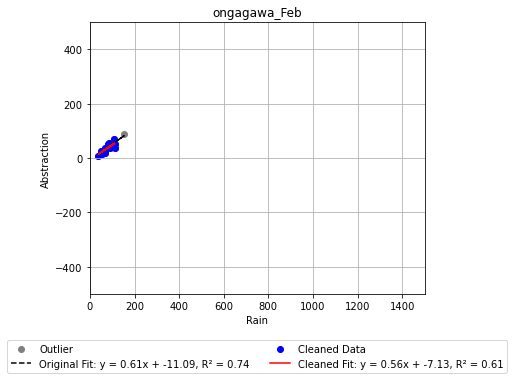 ongagawa_Feb
400
200
0
−200
−400
Abstraction
0 200 400 600 800 1000 1200 1400
Rain
Outlier
Cleaned Data
Original Fit: y = 0.61x + -11.09, R² = 0.74
Cleaned Fit: y = 0.56x + -7.13, R² = 0.61